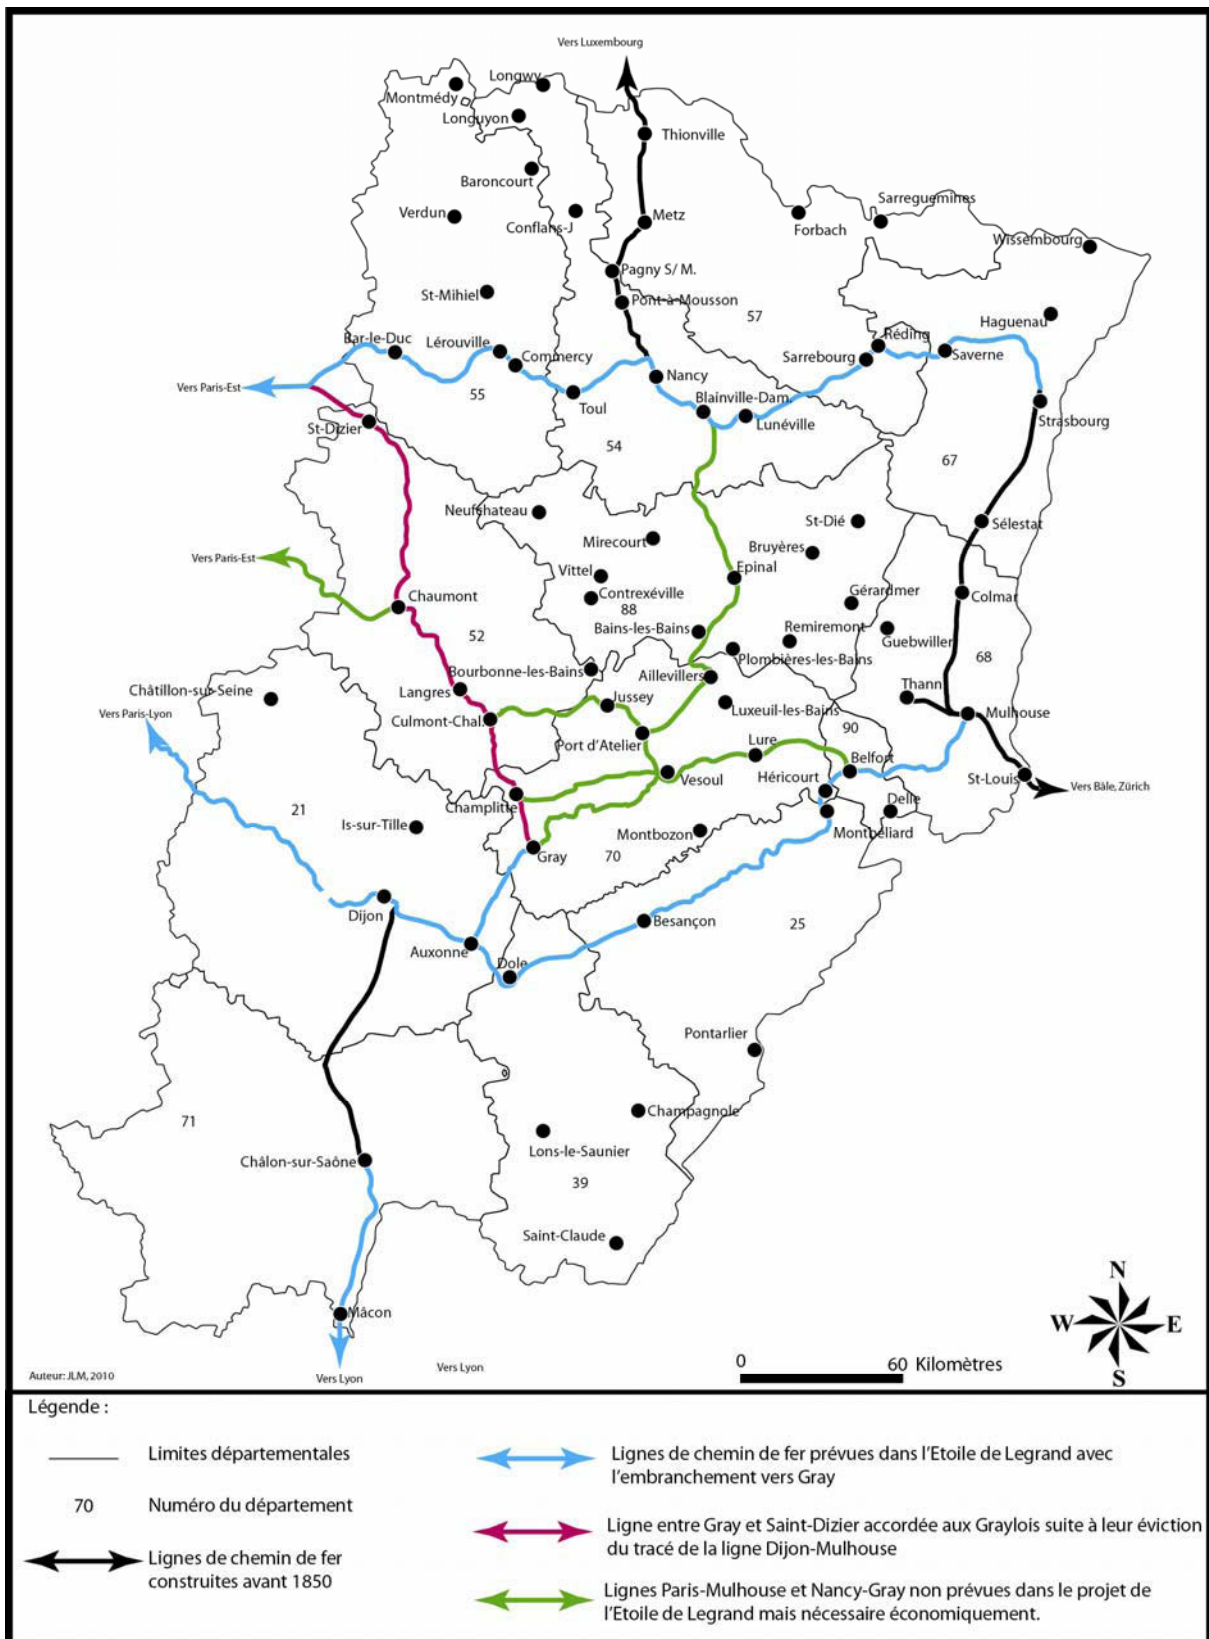 Vers Luxembourg
Longwy
Montmédy
Longuyon
Thionville
Baroncourt
Sarreguemines
Verdun
Metz
Conflans-J
Forbach
Wissembourg
Pagny S/ M.
St-Mihiel
Pont-à-Mousson
57
Haguenau
Bar-le-Duc
Lérouville
Réding
Commercy
Sarrebourg
Saverne
Vers Paris-Est
Nancy
55
Blainville-Dam.
Toul
Lunéville
Strasbourg
St-Dizier
54
67
Neufshateau
St-Dié
Sélestat
Mirecourt
Bruyères
Vers Paris-Est
Vittel
Epinal
Chaumont
Contrexéville
Gérardmer
Colmar
88
52
Bains-les-Bains
Remiremont
Guebwiller
68
Plombières-les-Bains
Bourbonne-les-Bains
Aillevillers
Châtillon-sur-Seine
Langres
Thann
Jussey
Luxeuil-les-Bains
Vers Paris-Lyon
Culmont-Chal.
Mulhouse
90
Port d'Atelier
Lure
Belfort
Vesoul
Héricourt
St-Louis
Vers Bâle, Zürich
Champlitte
Delle
21
Is-sur-Tille
Montbozon
Montbéliard
Gray
70
Dijon
Besançon
25
Auxonne
Dole
Pontarlier
71
Champagnole
Lons-le-Saunier
Châlon-sur-Saône
39
Saint-Claude
N
Mâcon
W
E
0
60 Kilomètres
Vers Lyon
Auteur: JLM, 2010
Vers Lyon
S
Légende :
Limites départementales
Lignes de chemin de fer prévues dans l'Etoile de Legrand avec
l'embranchement vers Gray
70
Numéro du département
Ligne entre Gray et Saint-Dizier accordée aux Graylois suite à leur éviction
du tracé de la ligne Dijon-Mulhouse
Lignes de chemin de fer
construites avant 1850
Lignes Paris-Mulhouse et Nancy-Gray non prévues dans le projet de
l'Etoile de Legrand mais nécessaire économiquement.